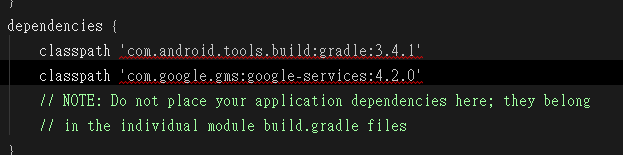 }
dependencies {
classpath 'com.android.tools.build:gradle:3.4.1'
classpath 'com.google.gms:google-services:4.2.0'
// NOTE: Do not place your application dependencies here; they belong
// in the individual module build.gradle files
}